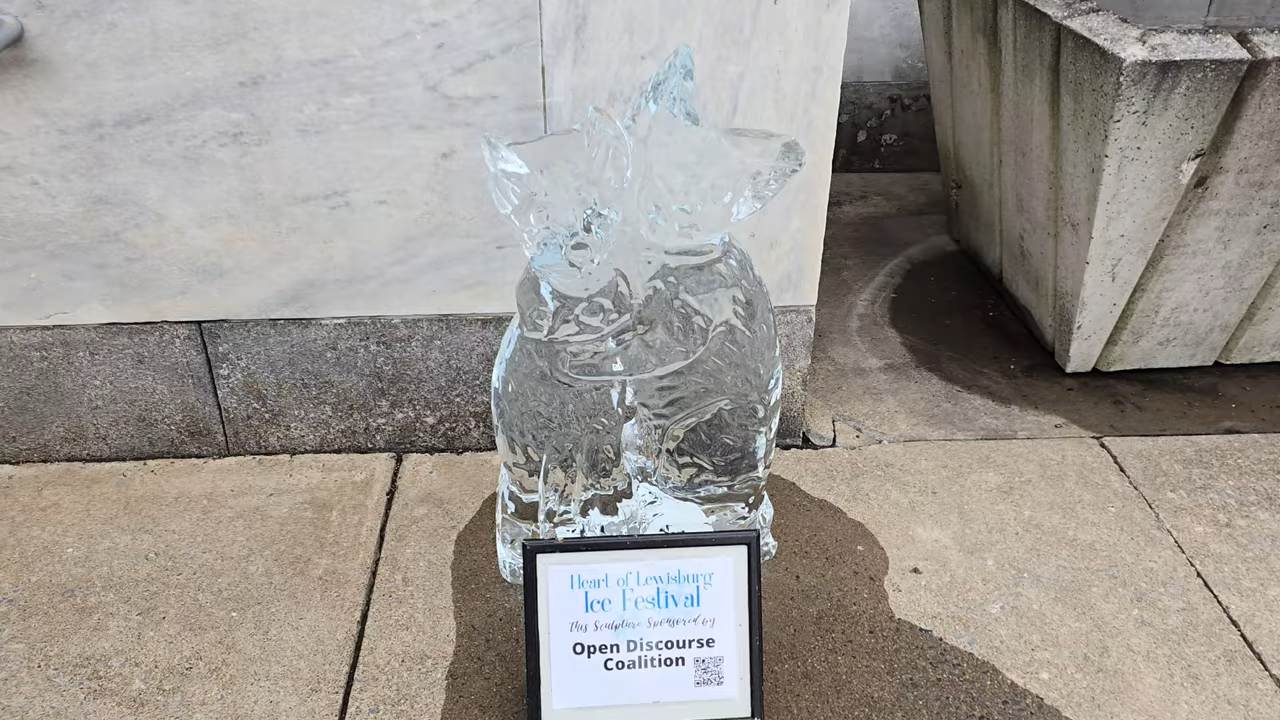 Heart of Lewisburg
Ice Festival
This Sculpture Sponsored by
Open Discourse
Coalition